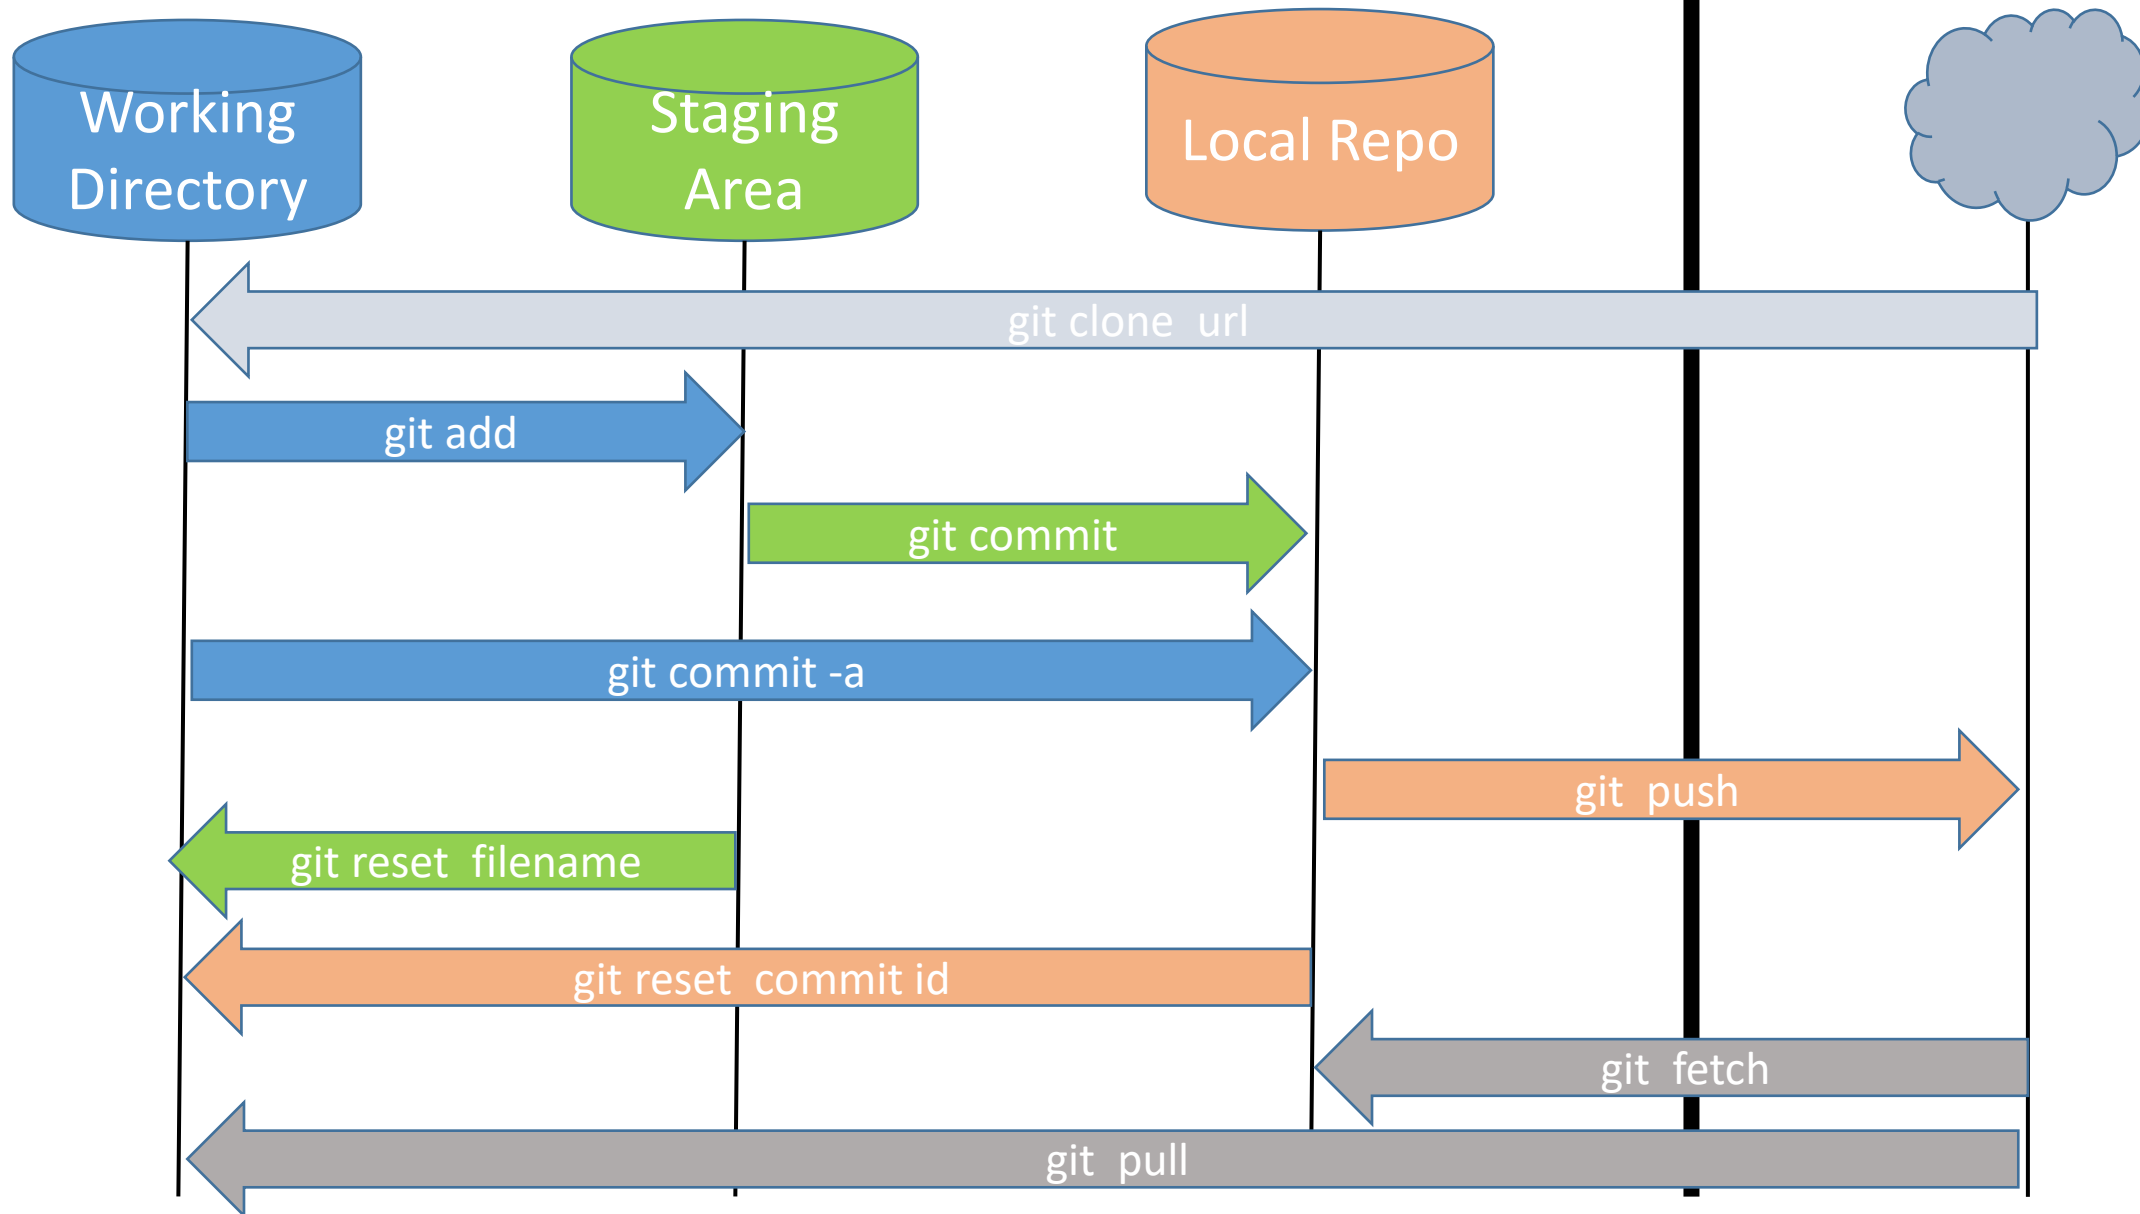 Working
Directory
Staging
Area
Local Repo
git clone  url
git add
git commit
git commit -a
git  push
git reset  filename
git reset  commit id
git  fetch
git  pull